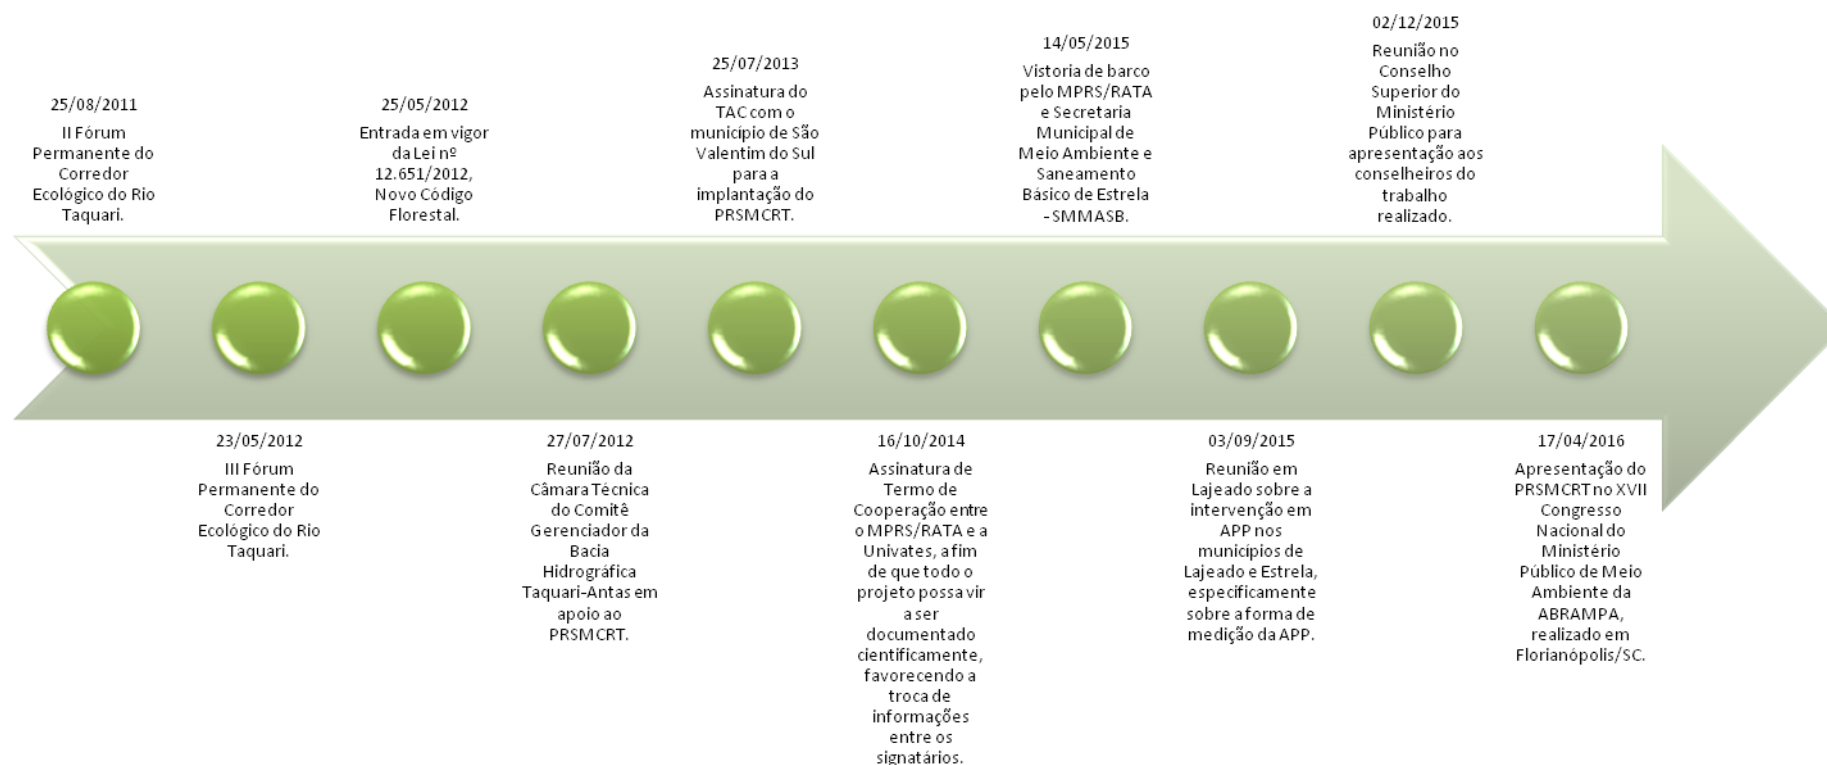 25/08/2011
II Fórum
Permanente do
Corredor
Ecológico do Rio
Taquari.
23/05/2012
III Fórum
Permanente do
Corredor
Ecológico do Rio
Taquari.
25/05/2012
Entrada em vigor
da Lei nº
12.651/2012,
Novo Código
Florestal.
27/07/2012
Reunião da
Câmara Técnica
do Comitê
Gerenciador da
Bacia
Hidrográfica
Taquari-Antas em
apoio ao
PRSMCRT.
25/07/2013
Assinatura do
TAC com o
município de São
Valentim do Sul
para a
implantação do
PRSMCRT.
16/10/2014
Assinatura de
Termo de
Cooperação entre
o MPRS/RATA e a
Univates, a fim
de que todo o
projeto possa vir
a ser
documentado
cientificamente,
favorecendo a
troca de
informações
entre os
signatários.
14/05/2015
Vistoria de barco
pelo MPRS/RATA
e Secretaria
Municipal de
Meio Ambiente e
Saneamento
Básico de Estrela
- SMMASB.
03/09/2015
Reunião em
Lajeado sobre a
intervenção em
APP nos
municípios de
Lajeado e Estrela,
especificamente
sobre a forma de
medição da APP.
02/12/2015
Reunião no
Conselho
Superior do
Ministério
Público para
apresentação aos
conselheiros do
trabalho
realizado.
17/04/2016
Apresentação do
PRSMCRT no XVII
Congresso
Nacional do
Ministério
Público de Meio
Ambiente da
ABRAMPA,
realizado em
Florianópolis/SC.